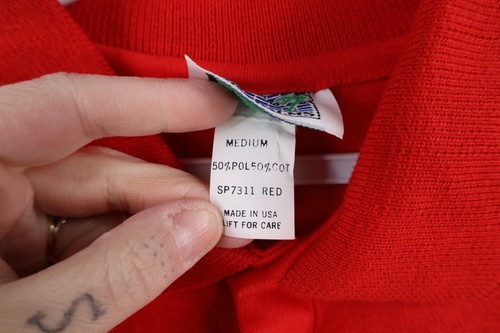 MEDIUM
50%POL50%COT
SP7311 RED
MADE IN USA
LIFT FOR CARE
S